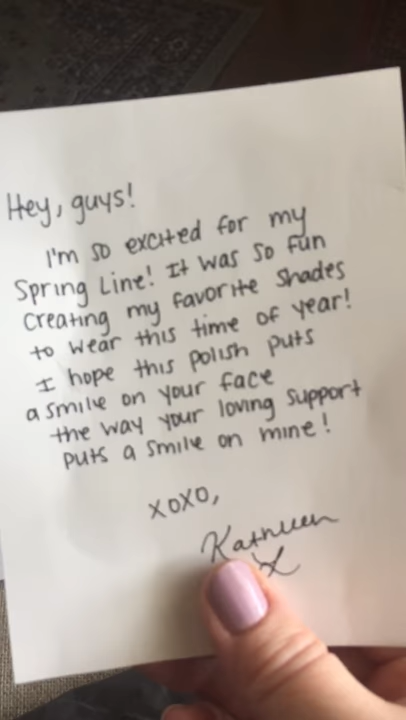 Hey, guys!
I'm so excited for my
Spring Line! It was so fun
Creating my favorite shades
to wear this time of year!
I hope this polish puts
a smile on your face
the way your loving support
puts a smile on mine!
xoxo,
Kathleen
X